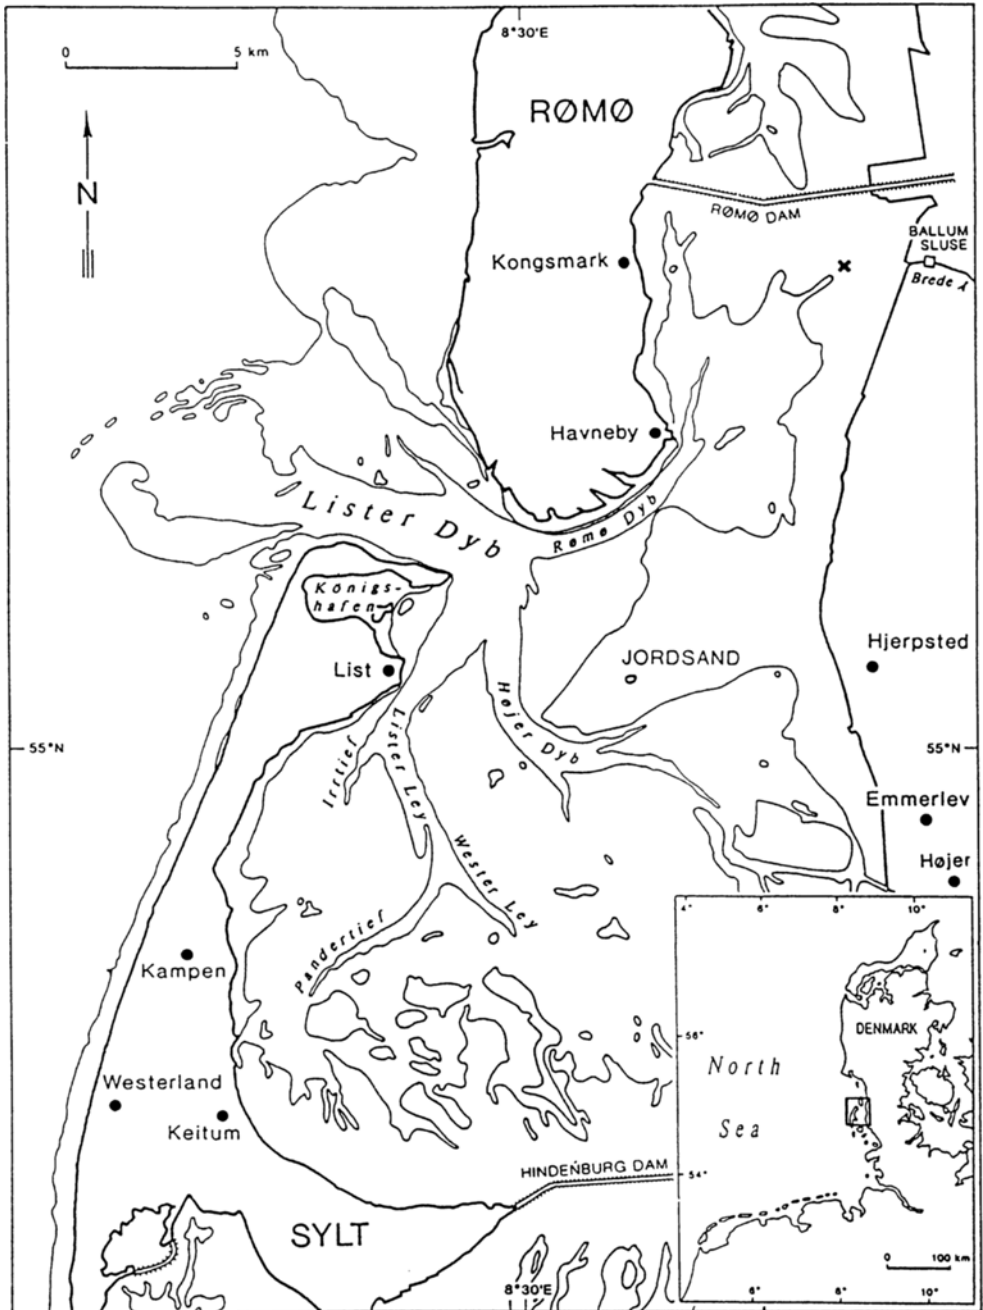 0 5 km
8°30'E
RØMØ
N
RØMØ DAM
BALLUM
SLUSE
Kongsmark
Brede Å
Havneby
Lister Dyb
Rømø Dyb
Königs-
hafen
List
JORDSAND
Hjerpsted
Højer Dyb
55°N
55°N
Irrtief
Lister Ley
Emmerlev
Wester Ley
Højer
Pandertief
Kampen
4° 6° 8° 10°
DENMARK
56°
North
Sea
Westerland
Keitum
HINDENBURG DAM
54°
SYLT
0 100 km
8°30'E
6° 8° 10°